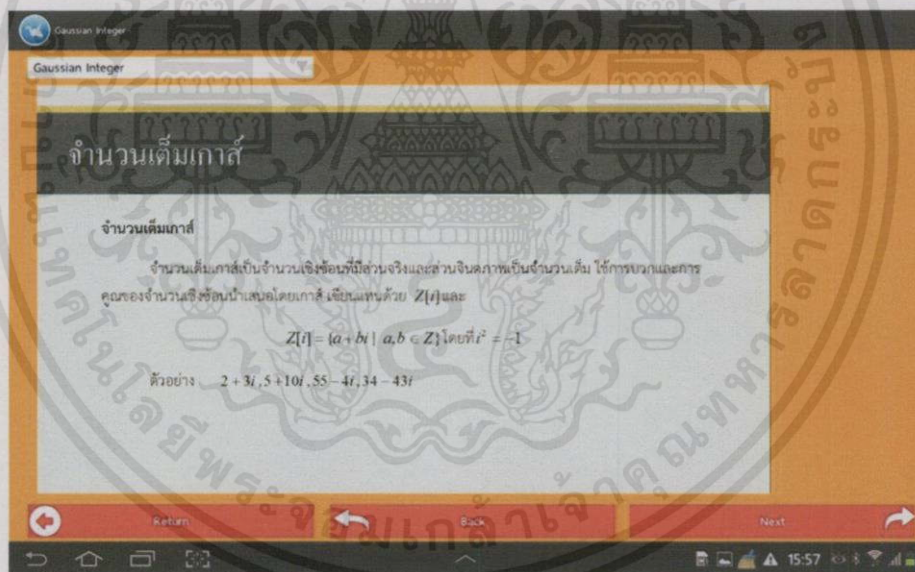 Gaussian Integer
Gaussian Integer
จำนวนเต็มเกาส์
จำนวนเต็มเกาส์
จำนวนเต็มเกาส์เป็นจำนวนเชิงซ้อนที่มีส่วนจริงและส่วนจินตภาพเป็นจำนวนเต็ม ใช้การบวกและการ
คูณของจำนวนเชิงซ้อนนำเสนอโดยเกาส์ เขียนแทนด้วย Z[i]และ
Z[i] = {a + bi | a,b ∈ Z}โดยที่i² = -1
ตัวอย่าง 2 + 3i , 5 + 10i , 55 - 4i , 34 - 43i
Return Back Next
15:57